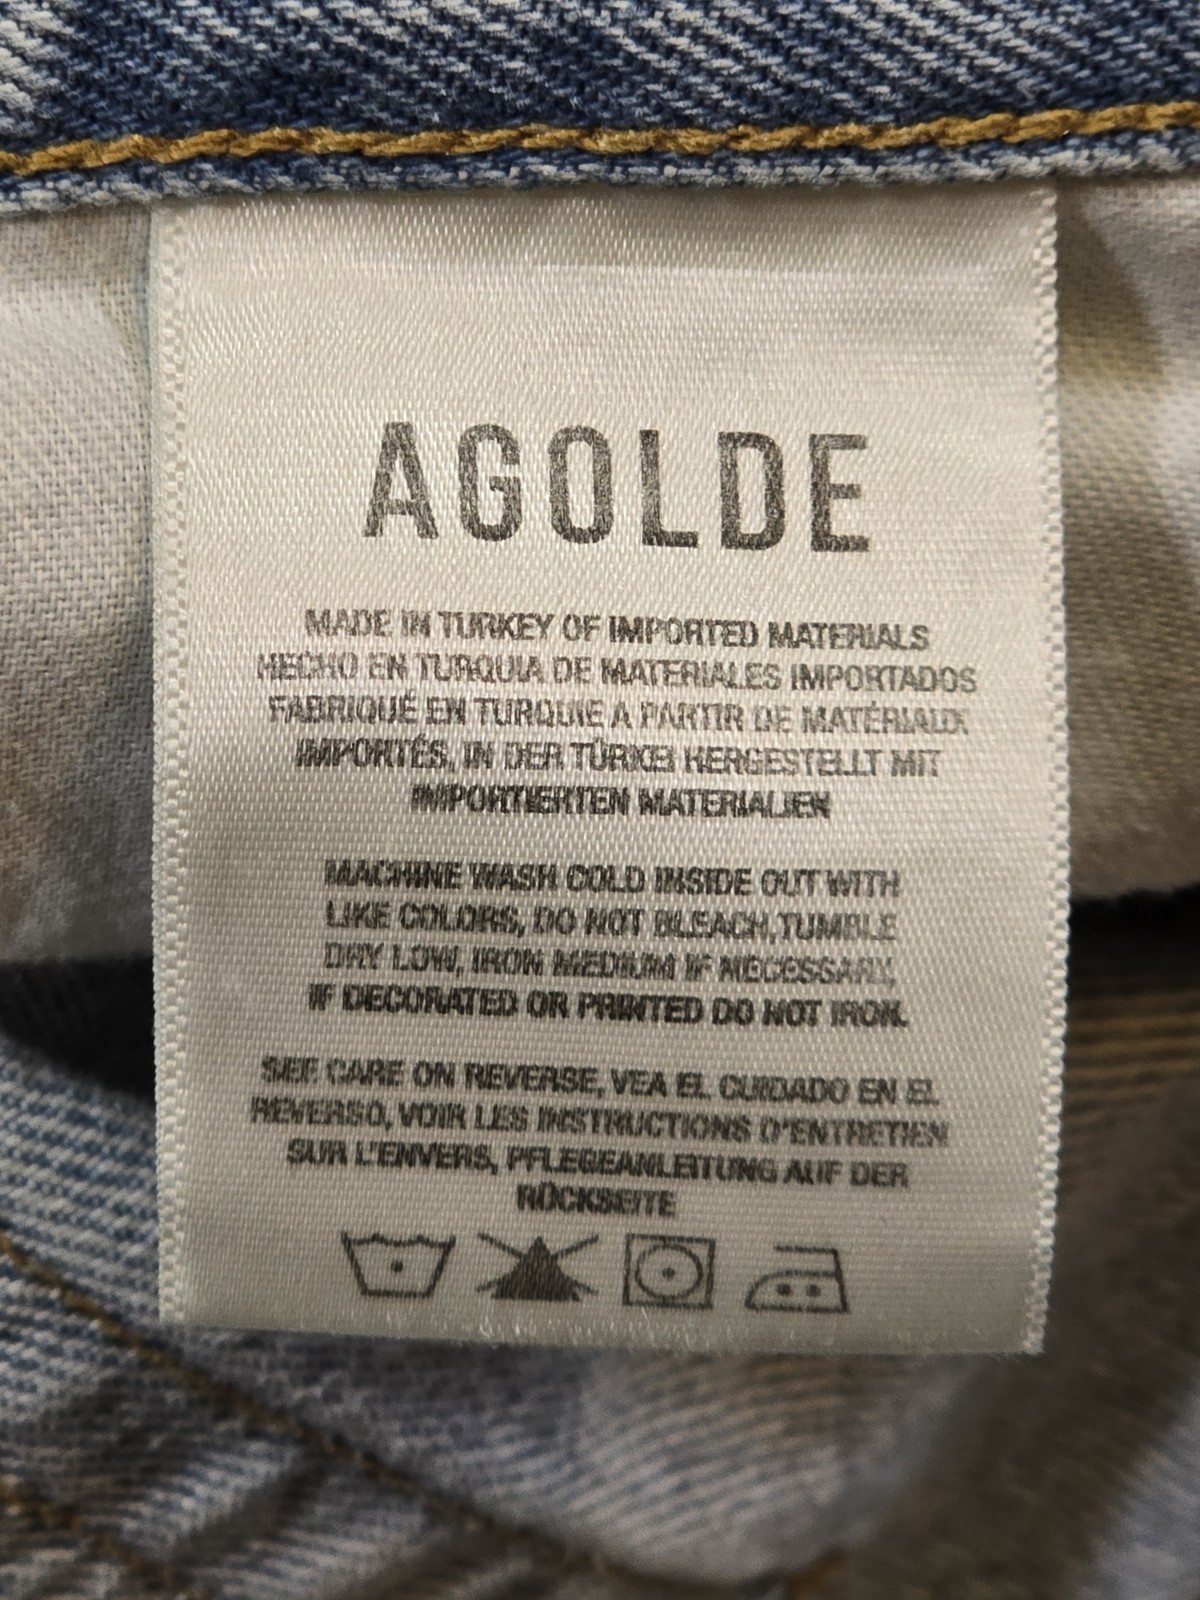 AGOLDE
MADE IN TURKEY OF IMPORTED MATERIALS
HECHO EN TURQUIA DE MATERIALES IMPORTADOS
FABRIQUÉ EN TURQUIE A PARTIR DE MATÉRIAUX
IMPORTÉS, IN DER TÜRKEI HERGESTELLT MIT
IMPORTIERTEN MATERIALIEN
MACHINE WASH COLD INSIDE OUT WITH
LIKE COLORS, DO NOT BLEACH,TUMBLE
DRY LOW, IRON MEDIUM IF NECESSARY,
IF DECORATED OR PRINTED DO NOT IRON.
SEE CARE ON REVERSE, VEA EL CUIDADO EN EL
REVERSO, VOIR LES INSTRUCTIONS D'ENTRETIEN
SUR L'ENVERS, PFLEGEANLEITUNG AUF DER
RÜCKSEITE